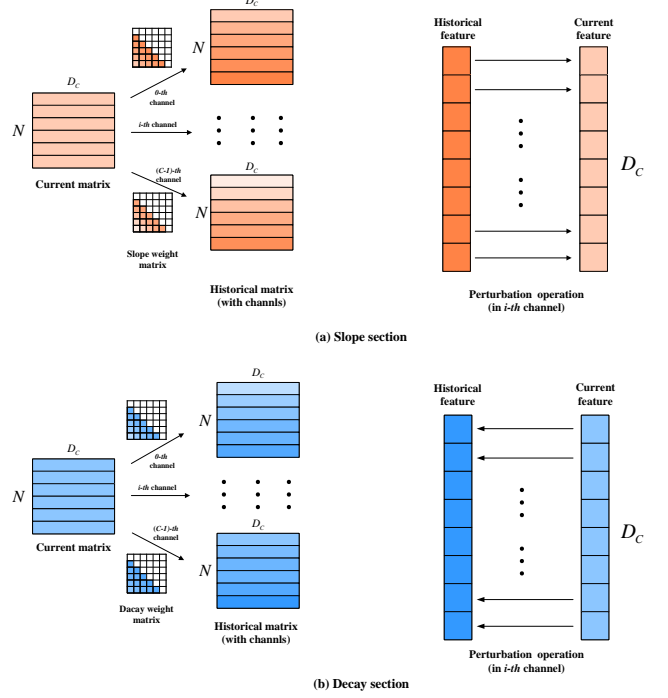 D_C
N
0-th
channel
D_C
N
Current matrix
i-th channel
(C-1)-th
channel
D_C
N
Slope weight
matrix
Historical matrix
(with channls)
Historical
feature
Current
feature
D_C
Perturbation operation
(in i-th channel)
(a) Slope section
D_C
N
0-th
channel
D_C
N
Current matrix
i-th channel
(C-1)-th
channel
D_C
N
Dacay weight
matrix
Historical matrix
(with channls)
Historical
feature
Current
feature
D_C
Perturbation operation
(in i-th channel)
(b) Decay section